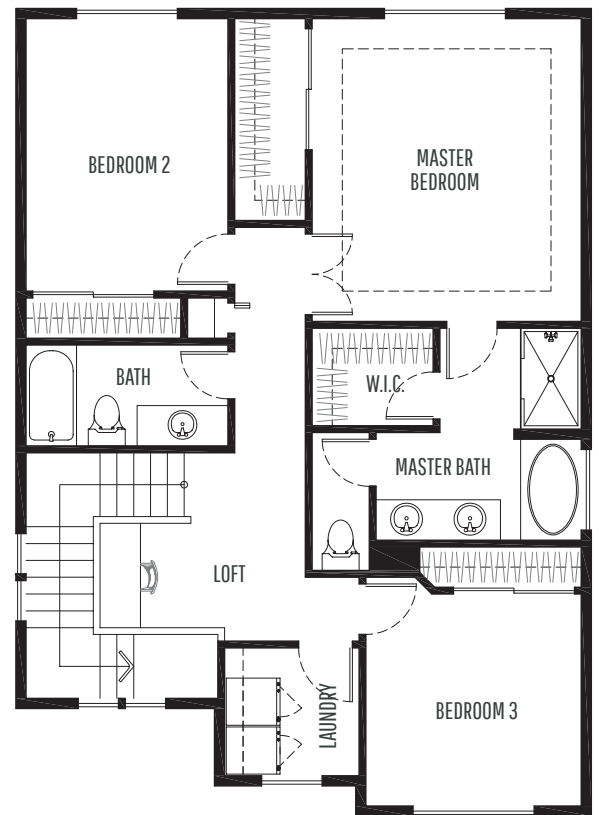 BEDROOM 2
MASTER
BEDROOM
BATH
W.I.C.
MASTER BATH
LOFT
LAUNDRY
BEDROOM 3